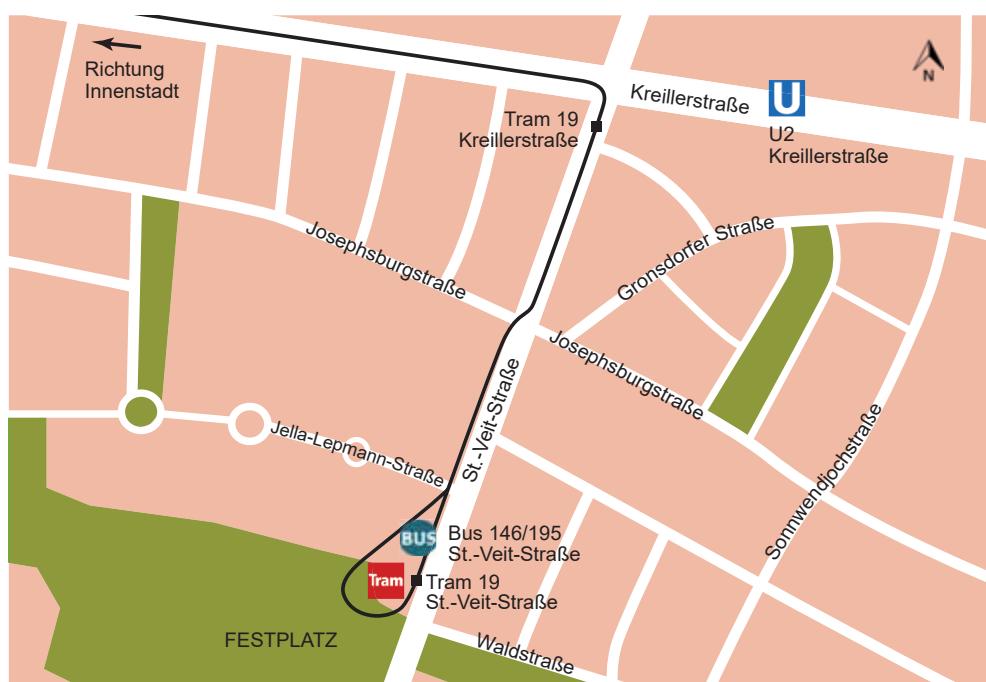 Richtung
Innenstadt
N
Kreillerstraße
U
U2
Kreillerstraße
Tram 19
Kreillerstraße
Josephsburgstraße
Gronsdorfer Straße
Josephsburgstraße
St.-Veit-Straße
Sonnwendjochstraße
Jella-Lepmann-Straße
BUS
Bus 146/195
St.-Veit-Straße
Tram
Tram 19
St.-Veit-Straße
FESTPLATZ
Waldstraße